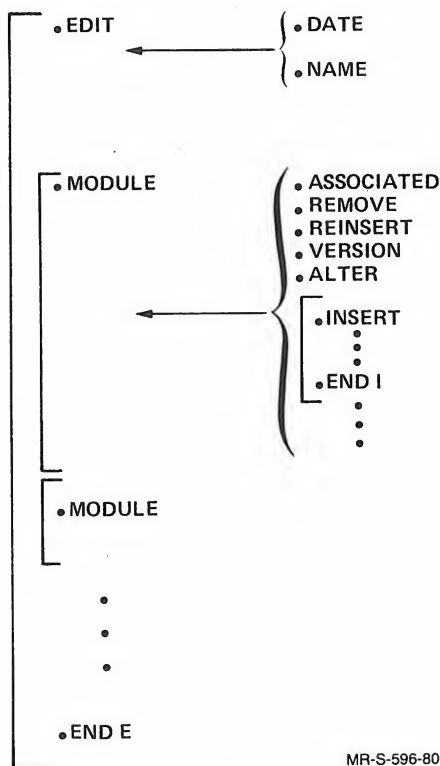 .EDIT
.DATE
.NAME
.MODULE
.ASSOCIATED
.REMOVE
.REINSERT
.VERSION
.ALTER
.INSERT
.END I
.MODULE
.END E
MR-S-596-80